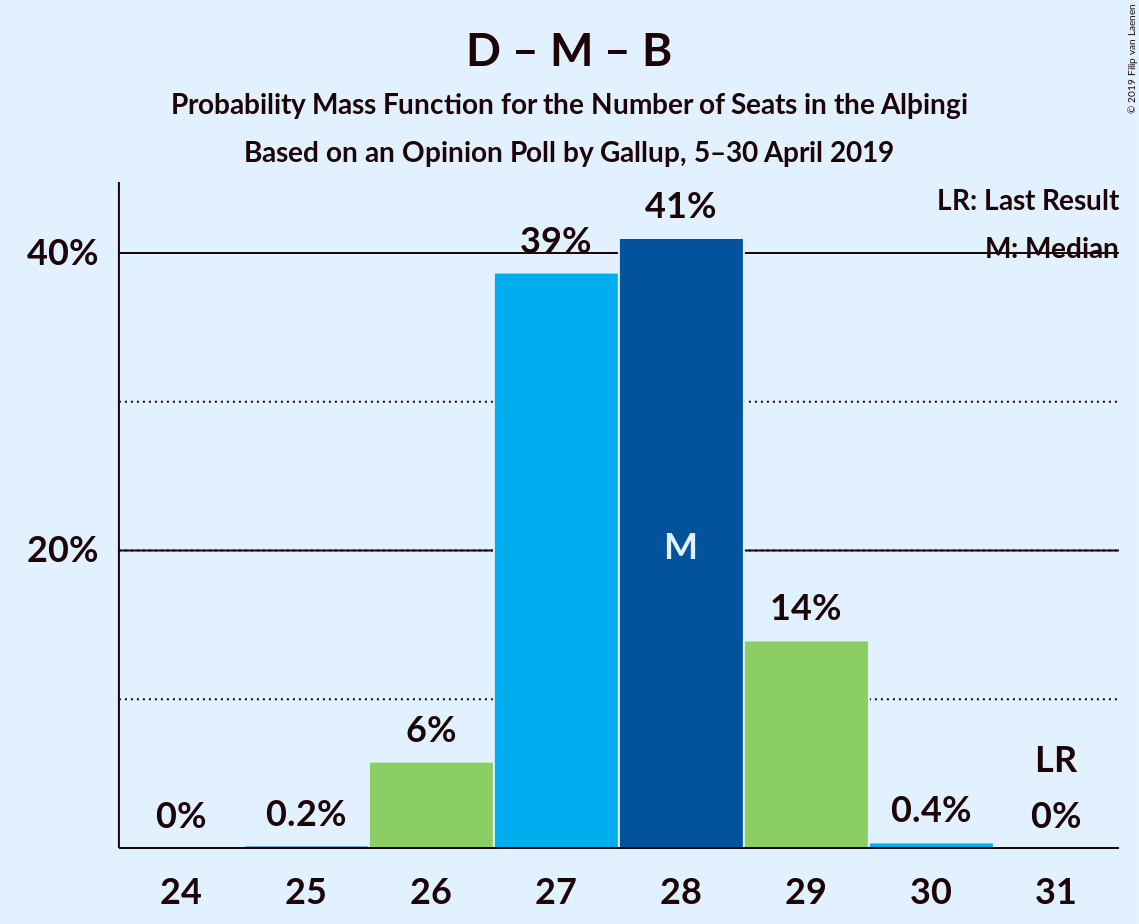 D – M – B
Probability Mass Function for the Number of Seats in the Alþingi
Based on an Opinion Poll by Gallup, 5–30 April 2019
© 2019 Filip van Laenen
LR: Last Result
M: Median
40%
20%
0%
0.2%
6%
39%
41%
M
14%
0.4%
LR
0%
24 25 26 27 28 29 30 31